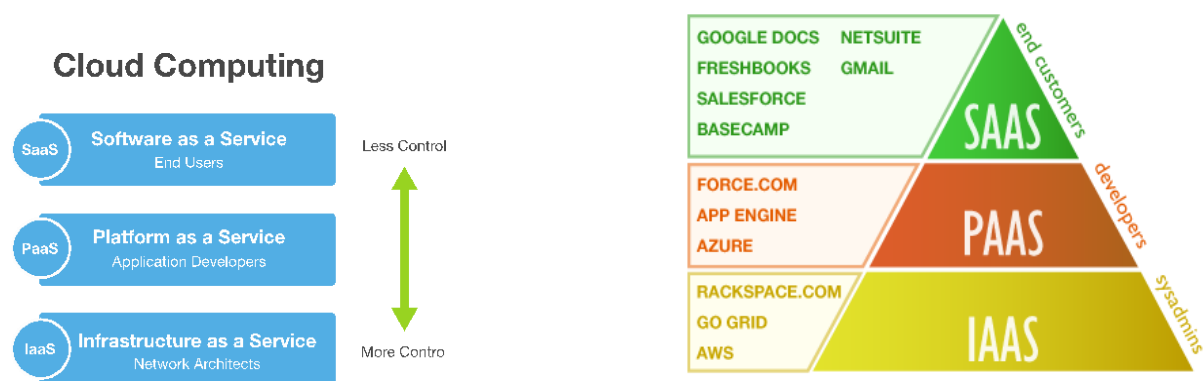 Cloud Computing
SaaS
Software as a Service
End Users
PaaS
Platform as a Service
Application Developers
IaaS
Infrastructure as a Service
Network Architects
Less Control
More Contro
GOOGLE DOCS NETSUITE
FRESHBOOKS GMAIL
SALESFORCE
BASECAMP
SAAS
end customers
FORCE.COM
APP ENGINE
AZURE
PAAS
developers
RACKSPACE.COM
GO GRID
AWS
IAAS
sysadmins